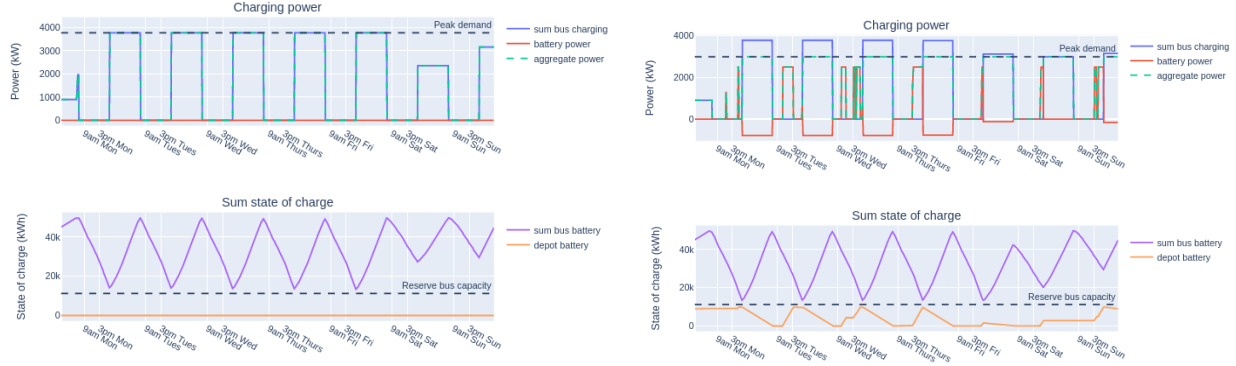 Charging power
Peak demand
4000
3000
2000
1000
0
Power (kW)
9am Mon
3pm Mon
9am Tues
3pm Tues
9am Wed
3pm Wed
9am Thurs
3pm Thurs
9am Fri
3pm Fri
9am Sat
3pm Sat
9am Sun
3pm Sun
sum bus charging
battery power
aggregate power
Charging power
Peak demand
4000
2000
0
Power (kW)
9am Mon
3pm Mon
9am Tues
3pm Tues
9am Wed
3pm Wed
9am Thurs
3pm Thurs
9am Fri
3pm Fri
9am Sat
3pm Sat
9am Sun
3pm Sun
sum bus charging
battery power
aggregate power
Sum state of charge
40k
20k
0
State of charge (kWh)
Reserve bus capacity
9am Mon
3pm Mon
9am Tues
3pm Tues
9am Wed
3pm Wed
9am Thurs
3pm Thurs
9am Fri
3pm Fri
9am Sat
3pm Sat
9am Sun
3pm Sun
sum bus battery
depot battery
Sum state of charge
40k
20k
0
State of charge (kWh)
Reserve bus capacity
9am Mon
3pm Mon
9am Tues
3pm Tues
9am Wed
3pm Wed
9am Thurs
3pm Thurs
9am Fri
3pm Fri
9am Sat
3pm Sat
9am Sun
3pm Sun
sum bus battery
depot battery